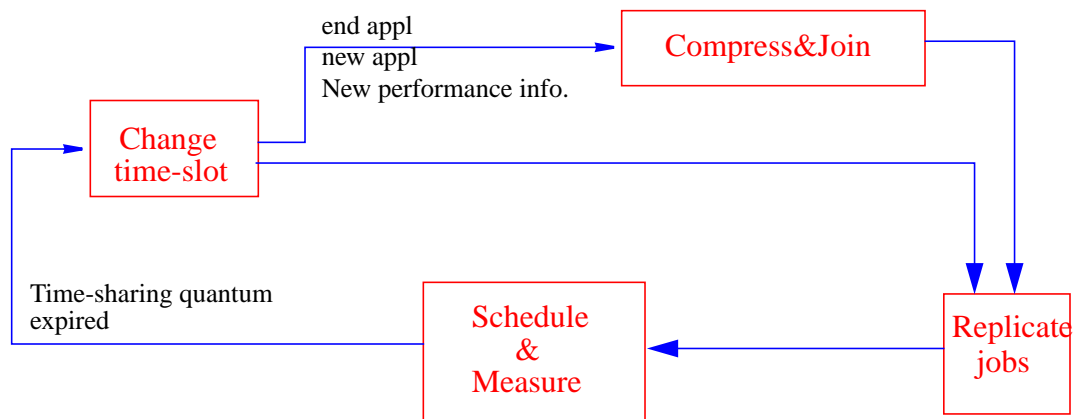 end appl
new appl
New performance info.
Compress&Join
Change
time-slot
Time-sharing quantum
expired
Schedule
&
Measure
Replicate
jobs